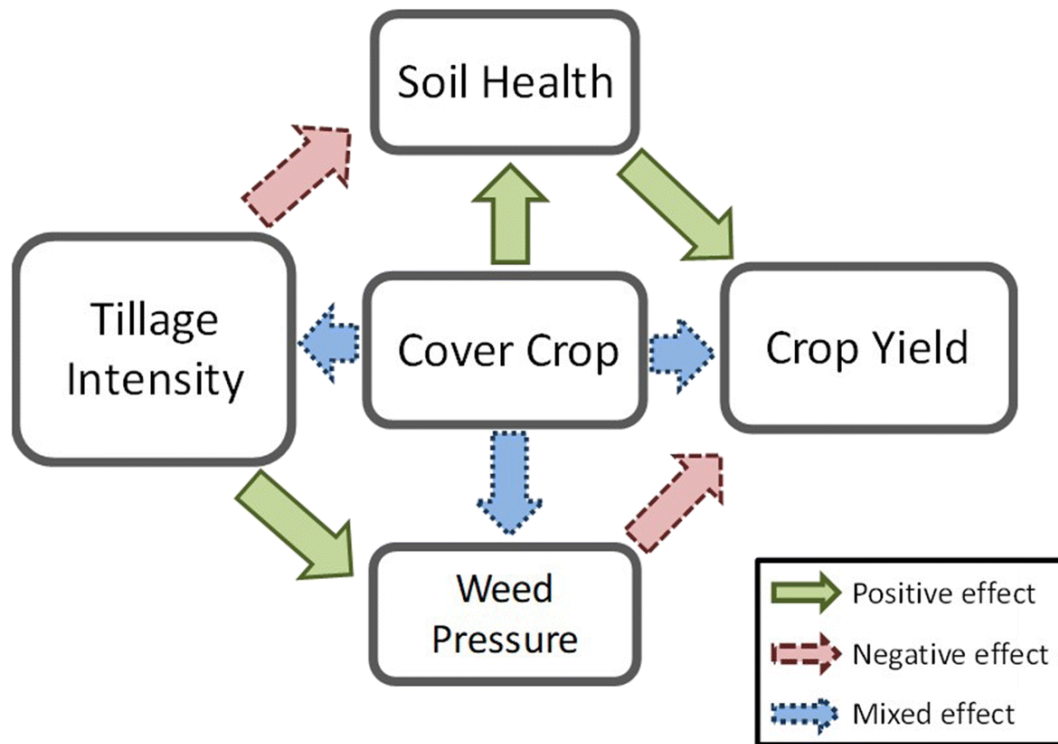 Soil Health
Tillage
Intensity
Cover Crop
Crop Yield
Weed
Pressure
Positive effect
Negative effect
Mixed effect